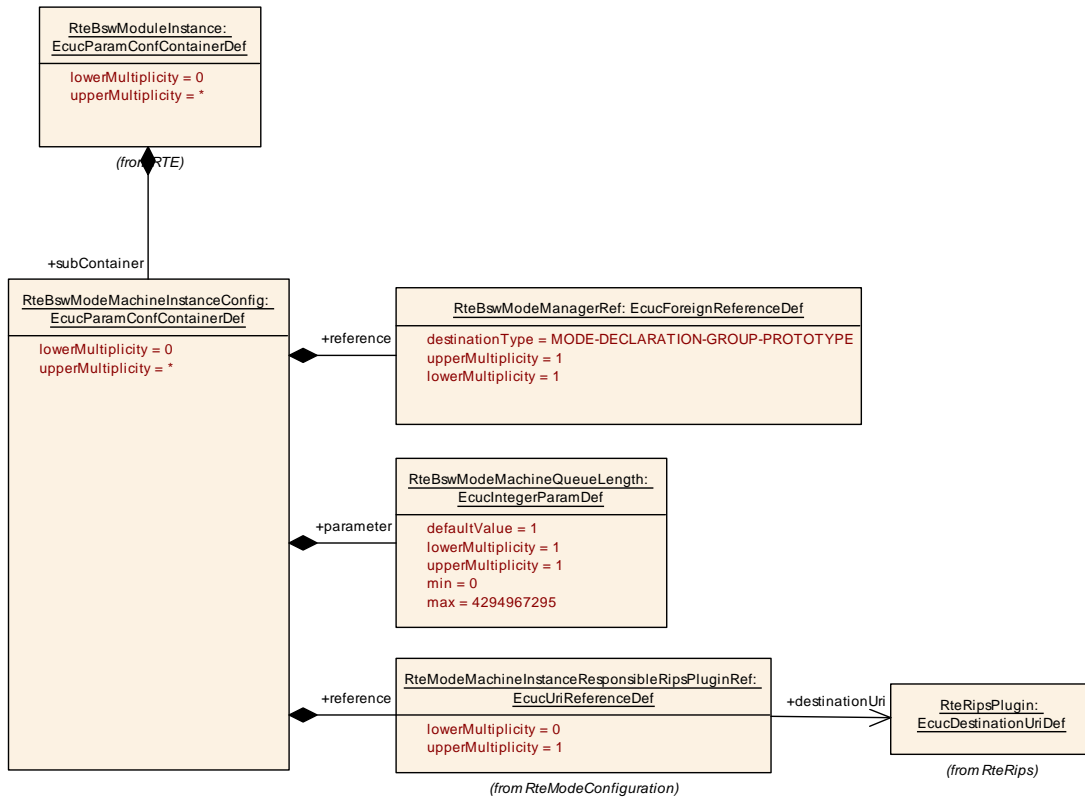 RteBswModuleInstance:
EcucParamConfContainerDef
lowerMultiplicity = 0
upperMultiplicity = *
(from RTE)
+subContainer
RteBswModeMachineInstanceConfig:
EcucParamConfContainerDef
lowerMultiplicity = 0
upperMultiplicity = *
+reference
RteBswModeManagerRef: EcucForeignReferenceDef
destinationType = MODE-DECLARATION-GROUP-PROTOTYPE
upperMultiplicity = 1
lowerMultiplicity = 1
+parameter
RteBswModeMachineQueueLength:
EcucIntegerParamDef
defaultValue = 1
lowerMultiplicity = 1
upperMultiplicity = 1
min = 0
max = 4294967295
+reference
RteModeMachineInstanceResponsibleRipsPluginRef:
EcucUriReferenceDef
lowerMultiplicity = 0
upperMultiplicity = 1
(from RteModeConfiguration)
+destinationUri
RteRipsPlugin:
EcucDestinationUriDef
(from RteRips)